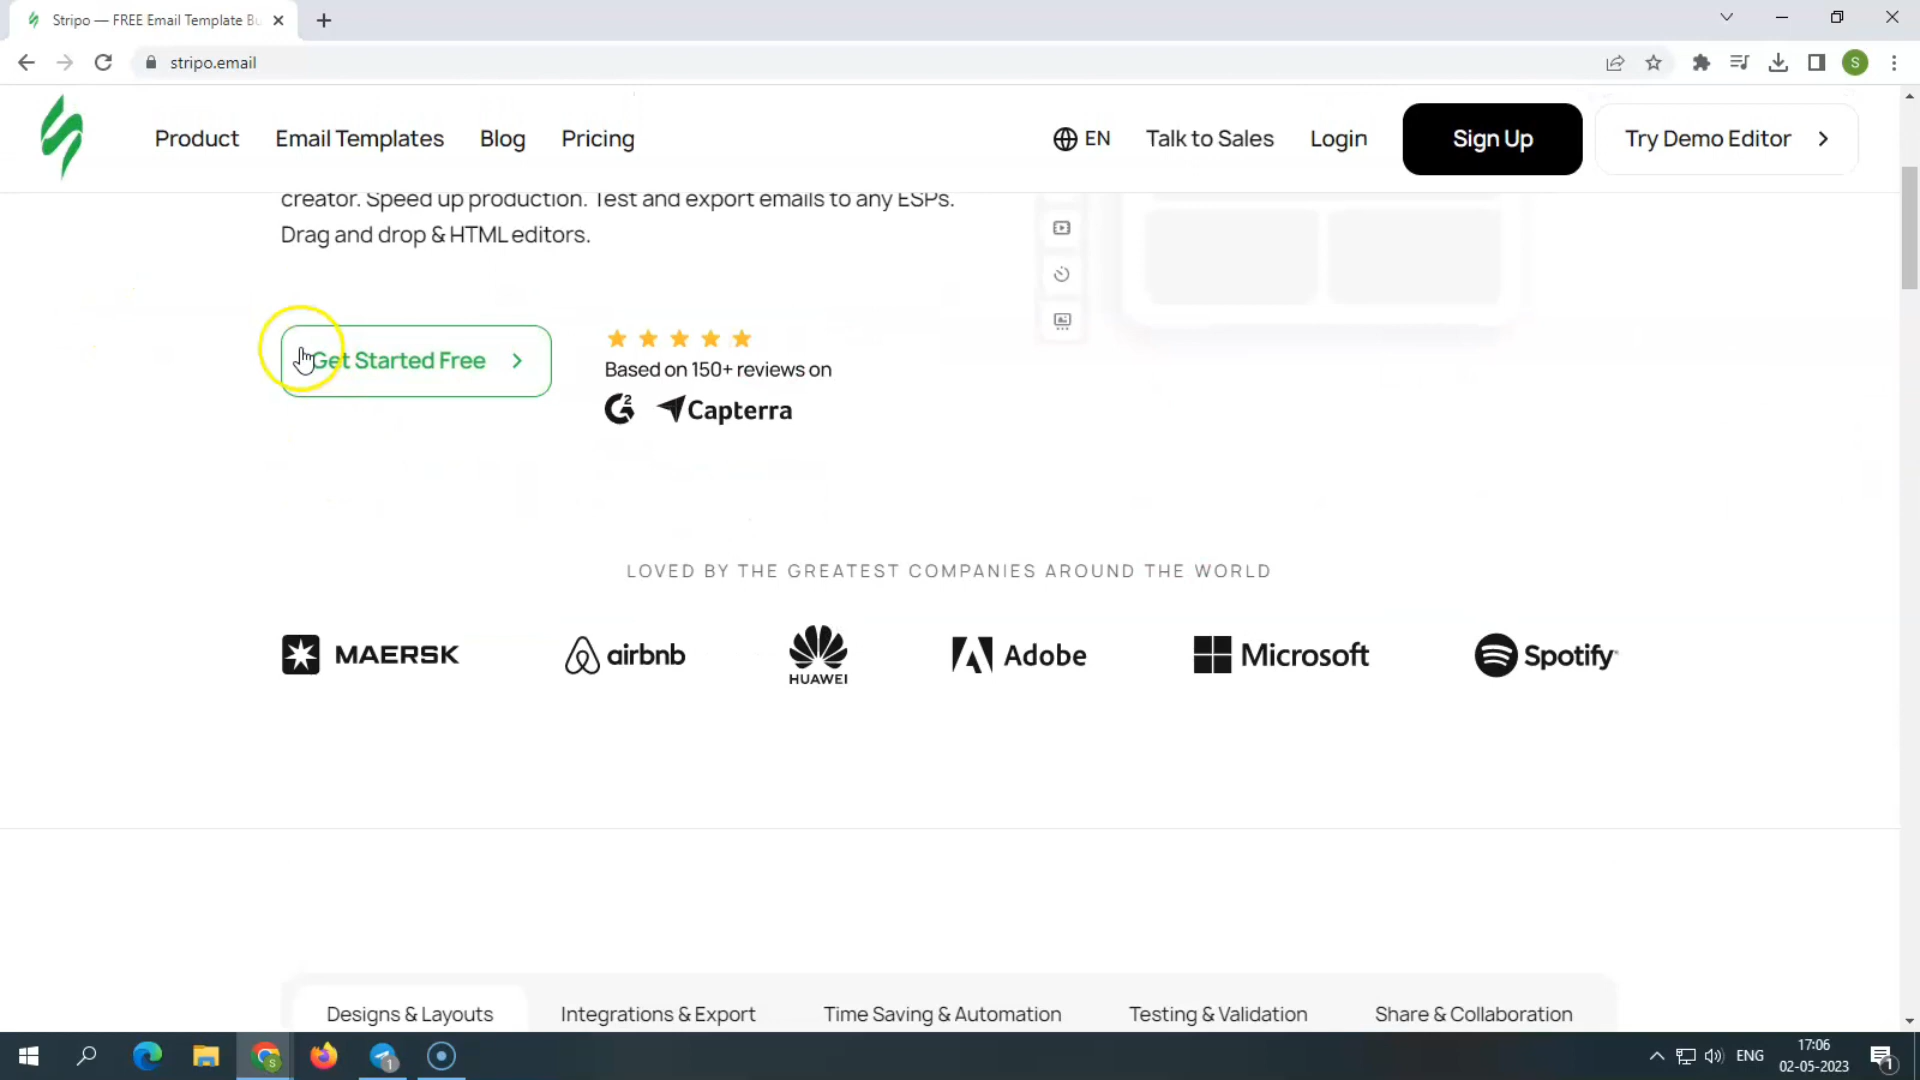 Stripo — FREE Email Template Bu
stripo.email
S
Product
Email Templates
Blog
Pricing
EN
Talk to Sales
Login
Sign Up
Try Demo Editor
creator. Speed up production. Test and export emails to any ESPs.
Drag and drop & HTML editors.
Get Started Free
Based on 150+ reviews on
G2
Capterra
LOVED BY THE GREATEST COMPANIES AROUND THE WORLD
MAERSK
airbnb
HUAWEI
Adobe
Microsoft
Spotify
Designs & Layouts
Integrations & Export
Time Saving & Automation
Testing & Validation
Share & Collaboration
S
1
ENG
17:06
02-05-2023
1